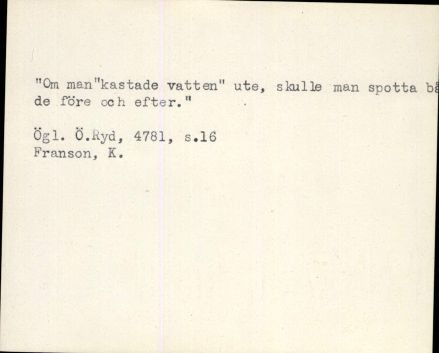 "Om man"kastade vatten" ute, skulle man spotta bå
de före och efter."
Ögl. Ö.Ryd, 4781, s.16
Franson, K.